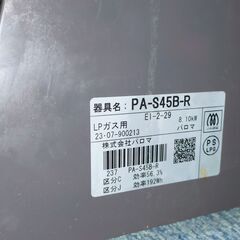 器具名：PA-S45B-R
E1-2-29
8.10kW
LPガス用
パロマ
23·07-900213
株式会社パロマ
PS
LPG
PA-S45B-R
237
区分C 効率56.3%
区分J 効率192Wh